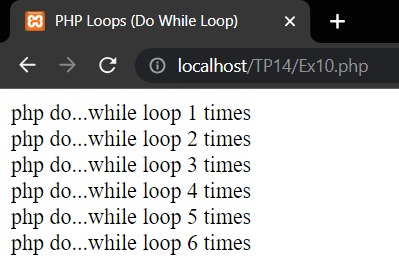 PHP Loops (Do While Loop)
localhost/TP14/Ex10.php
php do...while loop 1 times
php do...while loop 2 times
php do...while loop 3 times
php do...while loop 4 times
php do...while loop 5 times
php do...while loop 6 times